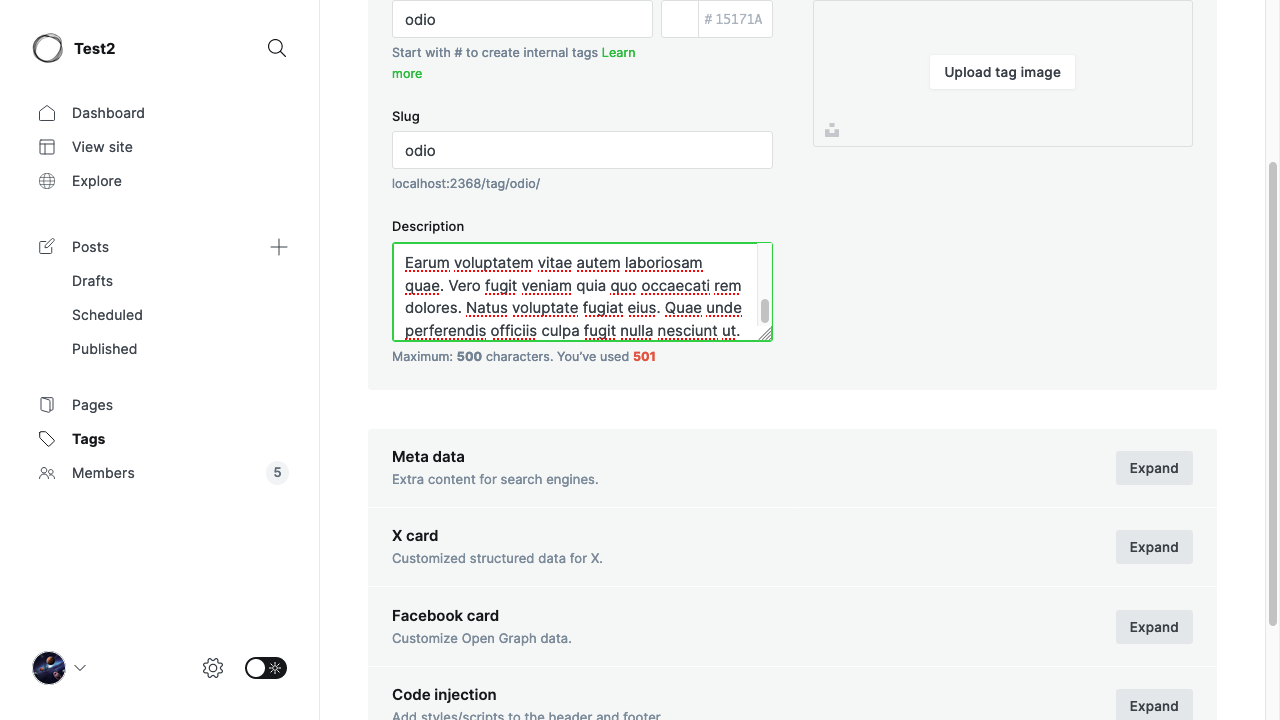 Test2
Dashboard
View site
Explore
Posts
Drafts
Scheduled
Published
Pages
Tags
Members
5
odio
# 15171A
Start with # to create internal tags Learn
more
Slug
odio
localhost:2368/tag/odio/
Description
Earum voluptatem vitae autem laboriosam
quae. Vero fugit veniam quia quo occaecati rem
dolores. Natus voluptate fugiat eius. Quae unde
perferendis officiis culpa fugit nulla nesciunt ut.
Maximum: 500 characters. You’ve used 501
Upload tag image
Meta data
Extra content for search engines.
Expand
X card
Customized structured data for X.
Expand
Facebook card
Customize Open Graph data.
Expand
Code injection
Add styles/scripts to the header and footer.
Expand